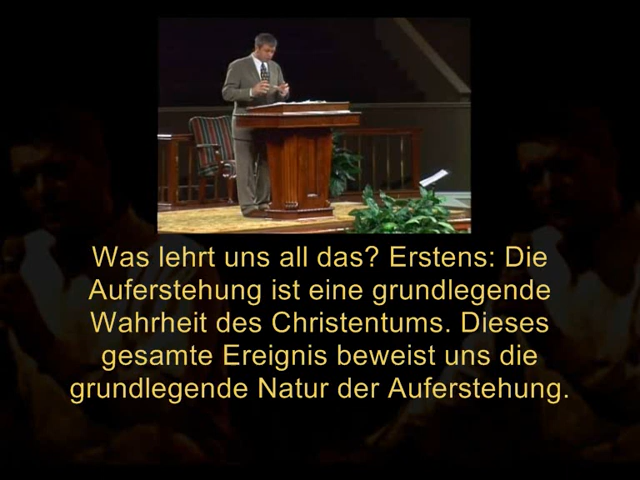 Was lehrt uns all das? Erstens: Die
Auferstehung ist eine grundlegende
Wahrheit des Christentums. Dieses
gesamte Ereignis beweist uns die
grundlegende Natur der Auferstehung.